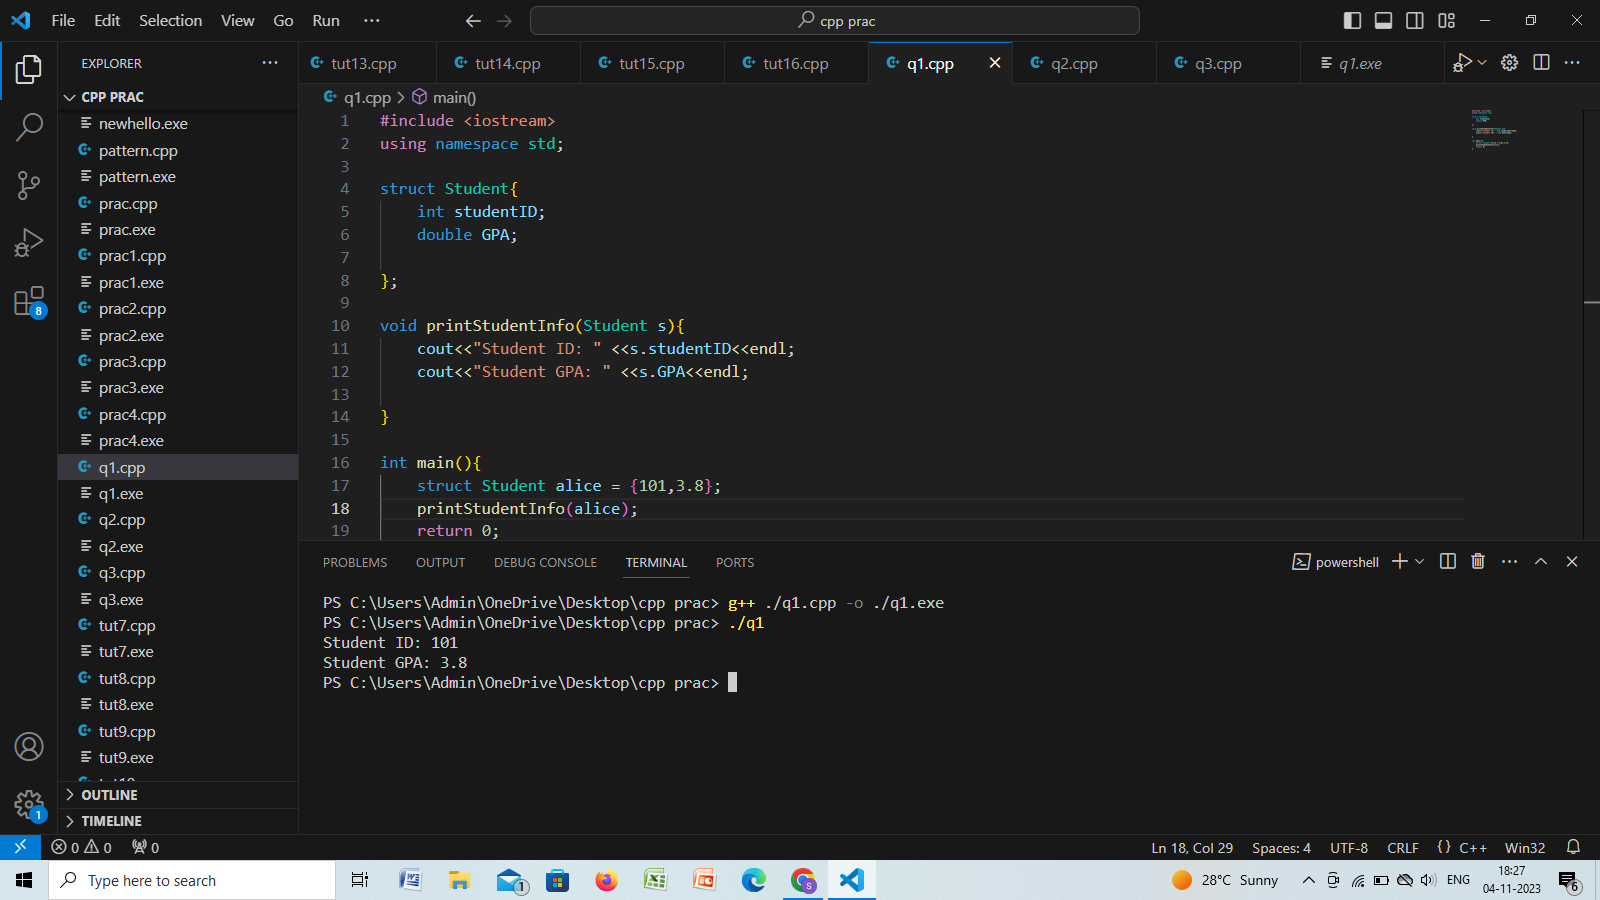 File Edit Selection View Go Run ··· cpp prac
EXPLORER ···
tut13.cpp tut14.cpp tut15.cpp tut16.cpp q1.cpp q2.cpp q3.cpp q1.exe
CPP PRAC
newhello.exe
pattern.cpp
pattern.exe
prac.cpp
prac.exe
prac1.cpp
prac1.exe
prac2.cpp
prac2.exe
prac3.cpp
prac3.exe
prac4.cpp
prac4.exe
q1.cpp
q1.exe
q2.cpp
q2.exe
q3.cpp
q3.exe
tut7.cpp
tut7.exe
tut8.cpp
tut8.exe
tut9.cpp
tut9.exe
OUTLINE
TIMELINE
8
1
q1.cpp > main()
1 #include <iostream>
2 using namespace std;
3
4 struct Student{
5 int studentID;
6 double GPA;
7
8 };
9
10 void printStudentInfo(Student s){
11 cout<<"Student ID: " <<s.studentID<<endl;
12 cout<<"Student GPA: " <<s.GPA<<endl;
13
14 }
15
16 int main(){
17 struct Student alice = {101,3.8};
18 printStudentInfo(alice);
19 return 0;
PROBLEMS OUTPUT DEBUG CONSOLE TERMINAL PORTS powershell
PS C:\Users\Admin\OneDrive\Desktop\cpp prac> g++ ./q1.cpp -o ./q1.exe
PS C:\Users\Admin\OneDrive\Desktop\cpp prac> ./q1
Student ID: 101
Student GPA: 3.8
PS C:\Users\Admin\OneDrive\Desktop\cpp prac>
0 0 0 Ln 18, Col 29 Spaces: 4 UTF-8 CRLF {} C++ Win32
Type here to search 1 S 28°C Sunny ENG 18:27
04-11-2023 6